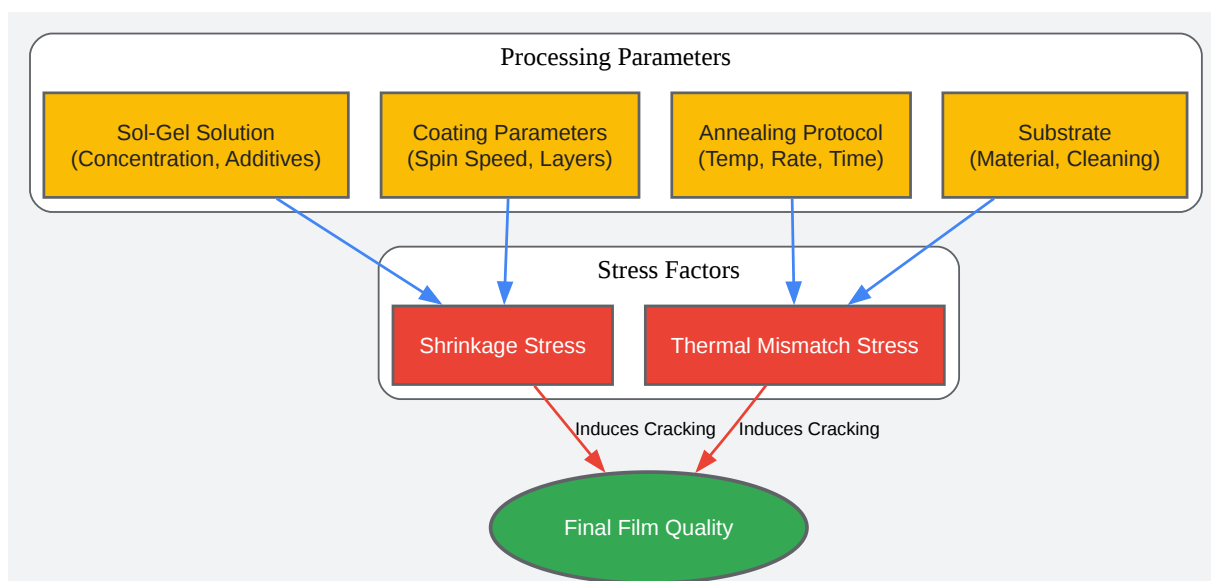 Processing Parameters
Sol-Gel Solution
(Concentration, Additives)
Coating Parameters
(Spin Speed, Layers)
Annealing Protocol
(Temp, Rate, Time)
Substrate
(Material, Cleaning)
Stress Factors
Shrinkage Stress
Thermal Mismatch Stress
Induces Cracking
Induces Cracking
Final Film Quality